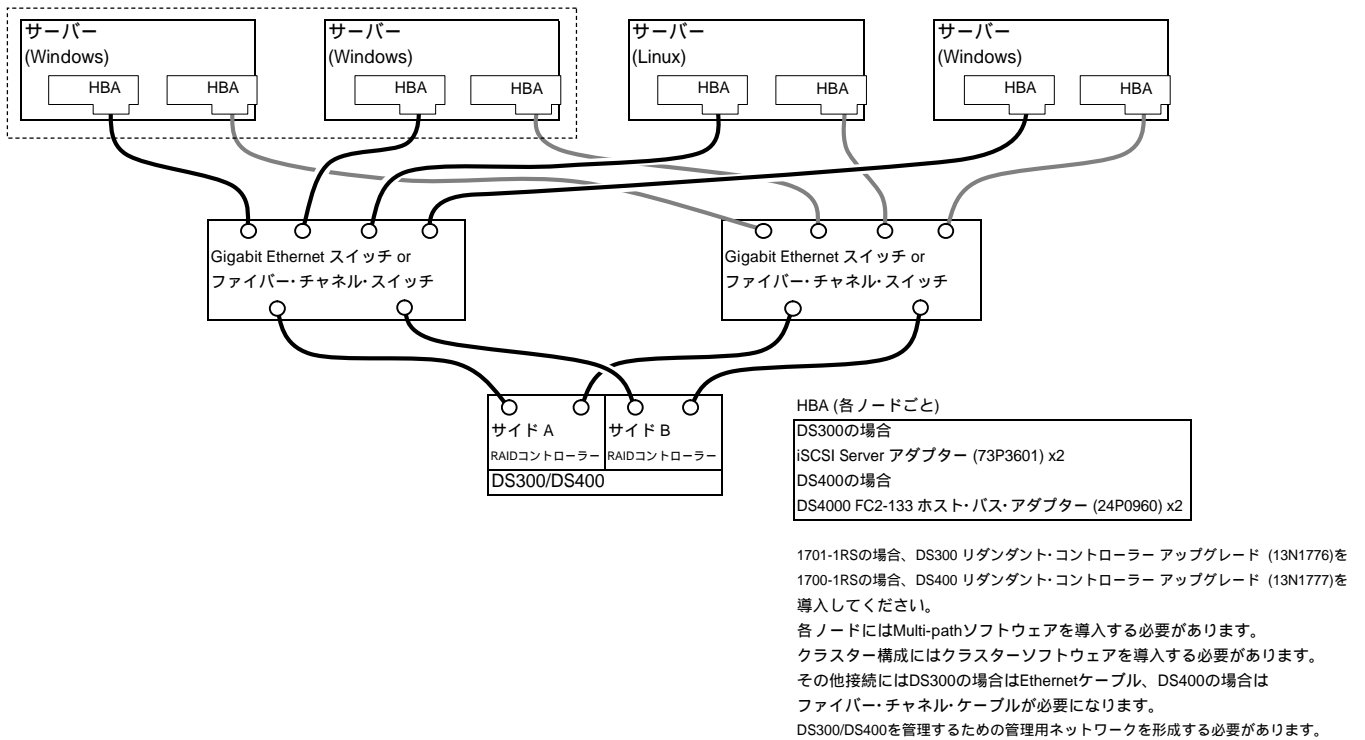 サーバー
(Windows)
HBA
HBA
サーバー
(Windows)
HBA
HBA
サーバー
(Linux)
HBA
HBA
サーバー
(Windows)
HBA
HBA
Gigabit Ethernet スイッチ or
ファイバー・チャネル・スイッチ
Gigabit Ethernet スイッチ or
ファイバー・チャネル・スイッチ
サイド A
RAIDコントローラー
サイド B
RAIDコントローラー
DS300/DS400
HBA (各ノードごと)
DS300の場合
iSCSI Server アダプター (73P3601) x2
DS400の場合
DS4000 FC2-133 ホスト・バス・アダプター (24P0960) x2
1701-1RSの場合、DS300 リダンダント・コントローラー アップグレード (13N1776)を
1700-1RSの場合、DS400 リダンダント・コントローラー アップグレード (13N1777)を
導入してください。
各ノードにはMulti-pathソフトウェアを導入する必要があります。
クラスター構成にはクラスターソフトウェアを導入する必要があります。
その他接続にはDS300の場合はEthernetケーブル、DS400の場合は
ファイバー・チャネル・ケーブルが必要になります。
DS300/DS400を管理するための管理用ネットワークを形成する必要があります。